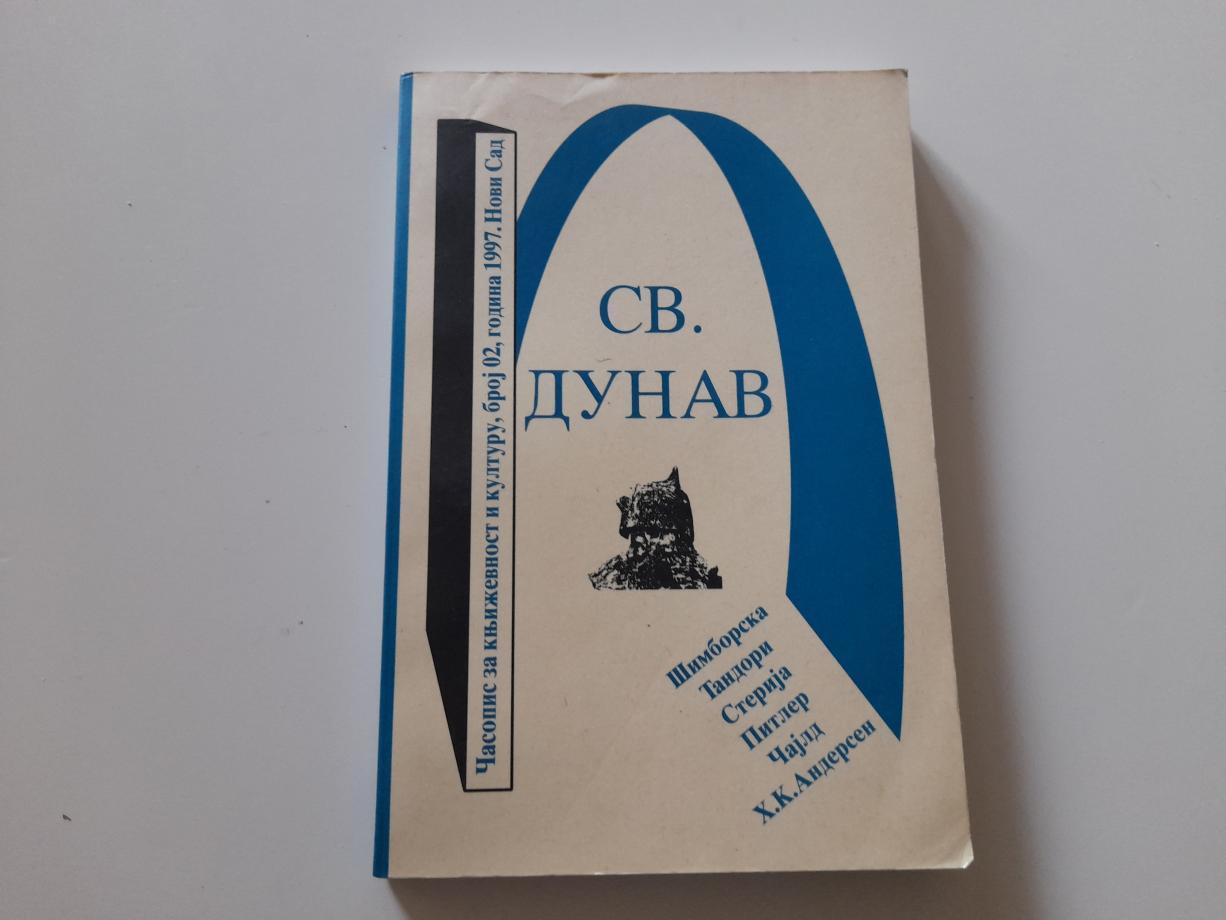 Часопис за књижевност и културу, број 02, година 1997. Нови Сад
СВ.
ДУНАВ
Шимборска
Тандори
Стерија
Питлер
Чајлд
Х.К.Андерсен